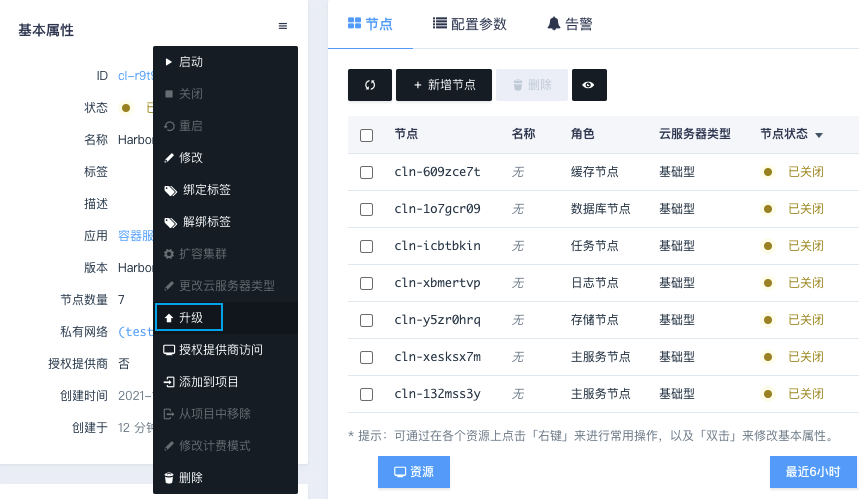 基本属性
ID cl-r9t9
状态
名称 Harbor
标签
描述
应用 容器服
版本 Harbor
节点数量 7
私有网络 (test
授权提供商 否
创建时间 2021-
创建于 12 分钟
启动
关闭
重启
修改
绑定标签
解绑标签
扩容集群
更改云服务器类型
升级
授权提供商访问
添加到项目
从项目中移除
修改计费模式
删除
节点 配置参数 告警
+ 新增节点 删除
节点 名称 角色 云服务器类型 节点状态
cln-609zce7t 无 缓存节点 基础型 已关闭
cln-1o7gcr09 无 数据库节点 基础型 已关闭
cln-icbtbkin 无 任务节点 基础型 已关闭
cln-xbmertvp 无 日志节点 基础型 已关闭
cln-y5zr0hrq 无 存储节点 基础型 已关闭
cln-xesksx7m 无 主服务节点 基础型 已关闭
cln-132mss3y 无 主服务节点 基础型 已关闭
* 提示：可通过在各个资源上点击「右键」来进行常用操作，以及「双击」来修改基本属性。
资源 最近6小时